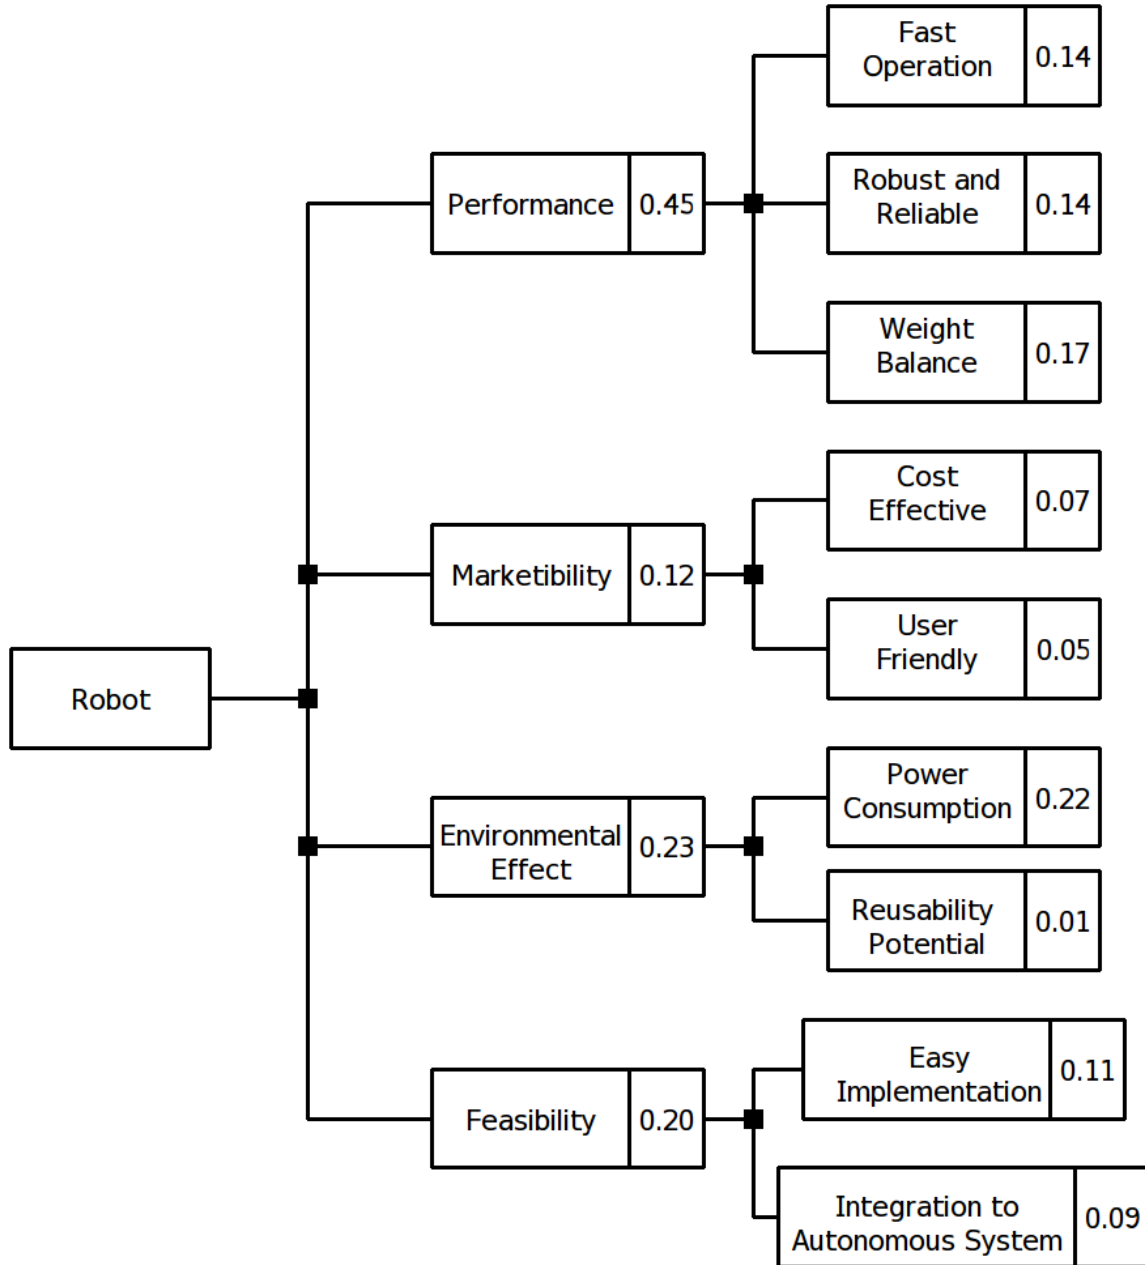 Fast
Operation
0.14
Performance
0.45
Robust and
Reliable
0.14
Weight
Balance
0.17
Cost
Effective
0.07
Marketibility
0.12
User
Friendly
0.05
Robot
Power
Consumption
0.22
Environmental
Effect
0.23
Reusability
Potential
0.01
Easy
Implementation
0.11
Feasibility
0.20
Integration to
Autonomous System
0.09